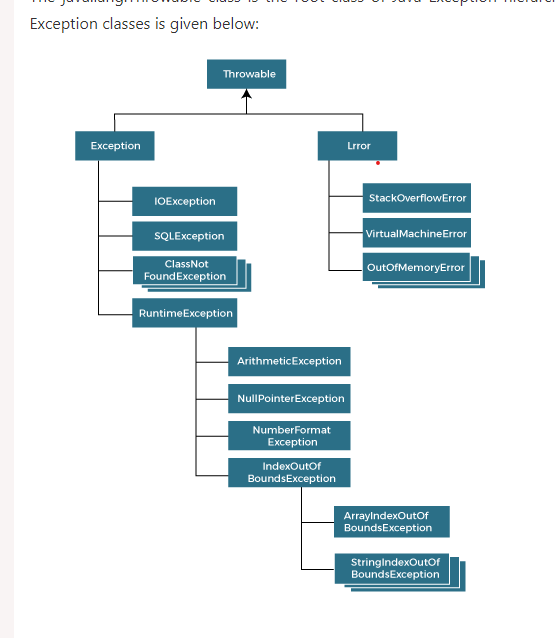 Exception classes is given below:
Throwable
Exception
Lrror
IOException
SQLException
ClassNot
FoundException
RuntimeException
StackOverflowError
VirtualMachineError
OutOfMemoryError
ArithmeticException
NullPointerException
NumberFormat
Exception
IndexOutOf
BoundsException
ArrayIndexOutOf
BoundsException
StringIndexOutOf
BoundsException